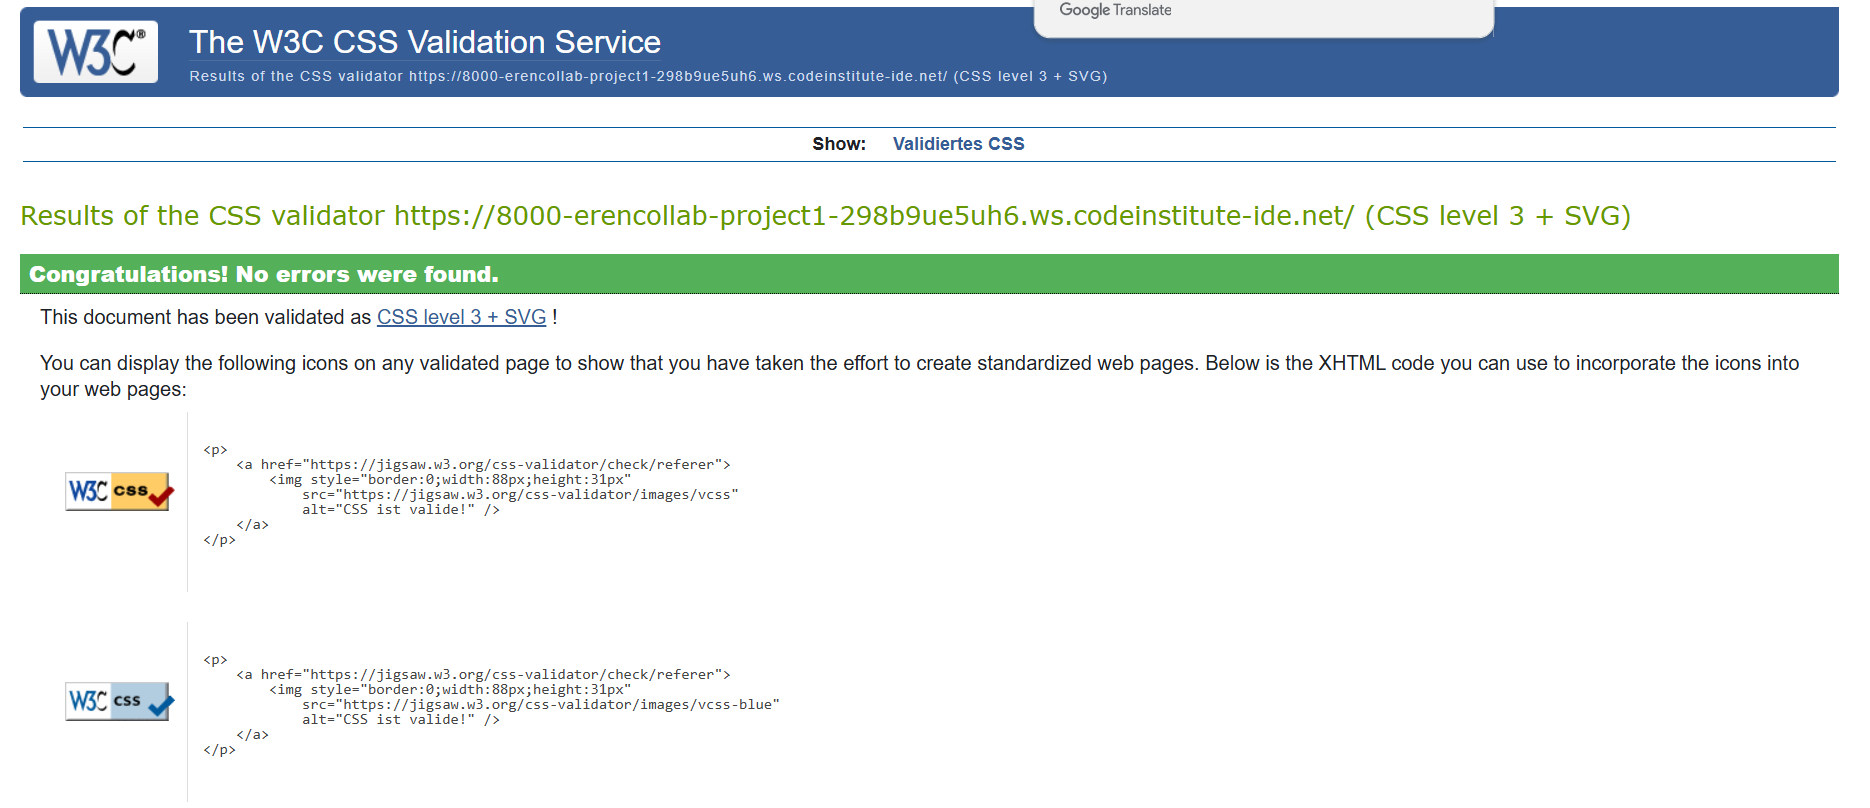 Google Translate
W3C®
The W3C CSS Validation Service
Results of the CSS validator https://8000-erencollab-project1-298b9ue5uh6.ws.codeinstitute-ide.net/ (CSS level 3 + SVG)
Show: Validiertes CSS
Results of the CSS validator https://8000-erencollab-project1-298b9ue5uh6.ws.codeinstitute-ide.net/ (CSS level 3 + SVG)
Congratulations! No errors were found.
This document has been validated as CSS level 3 + SVG !
You can display the following icons on any validated page to show that you have taken the effort to create standardized web pages. Below is the XHTML code you can use to incorporate the icons into
your web pages:
W3C css
<p>
<a href="https://jigsaw.w3.org/css-validator/check/referer">
<img style="border:0;width:88px;height:31px"
src="https://jigsaw.w3.org/css-validator/images/vcss"
alt="CSS ist valide!" />
</a>
</p>
W3C css
<p>
<a href="https://jigsaw.w3.org/css-validator/check/referer">
<img style="border:0;width:88px;height:31px"
src="https://jigsaw.w3.org/css-validator/images/vcss-blue"
alt="CSS ist valide!" />
</a>
</p>